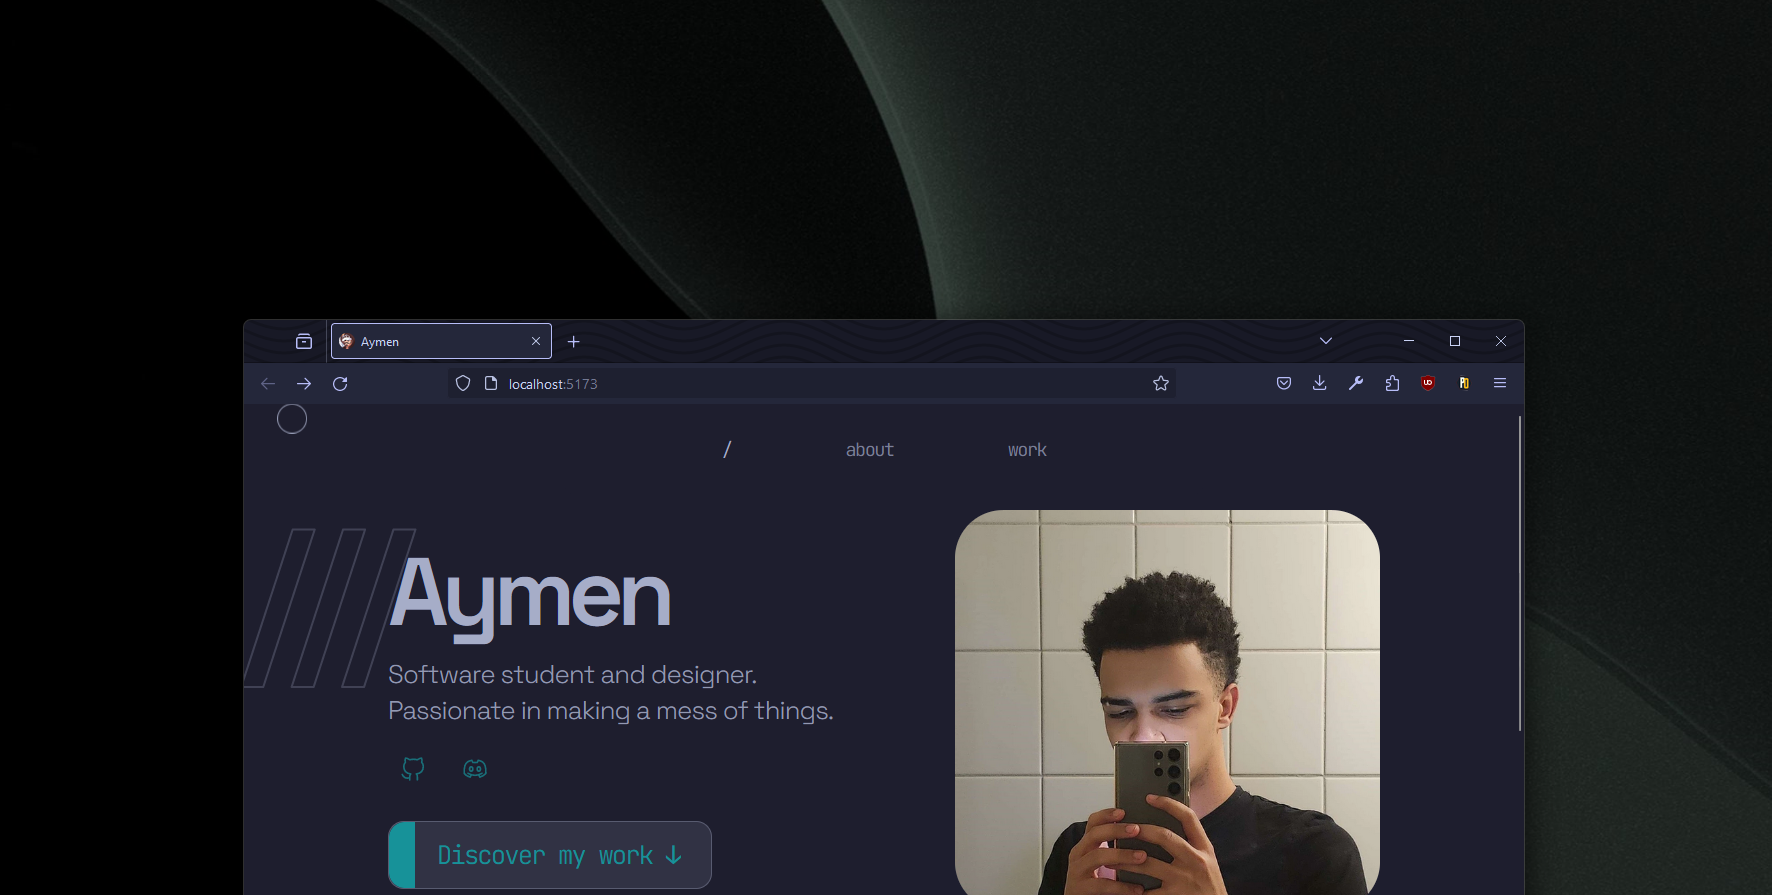 Aymen
localhost:5173
/ about work
Aymen
Software student and designer.
Passionate in making a mess of things.
Discover my work ↓